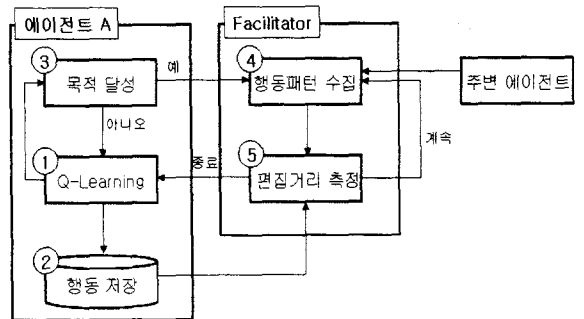 에이전트 A
Facilitator
③
목적 달성
예
④
행동패턴 수집
주변 에이전트
아니오
계속
①
Q-Learning
종료
⑤
편집거리 측정
②
행동 저장